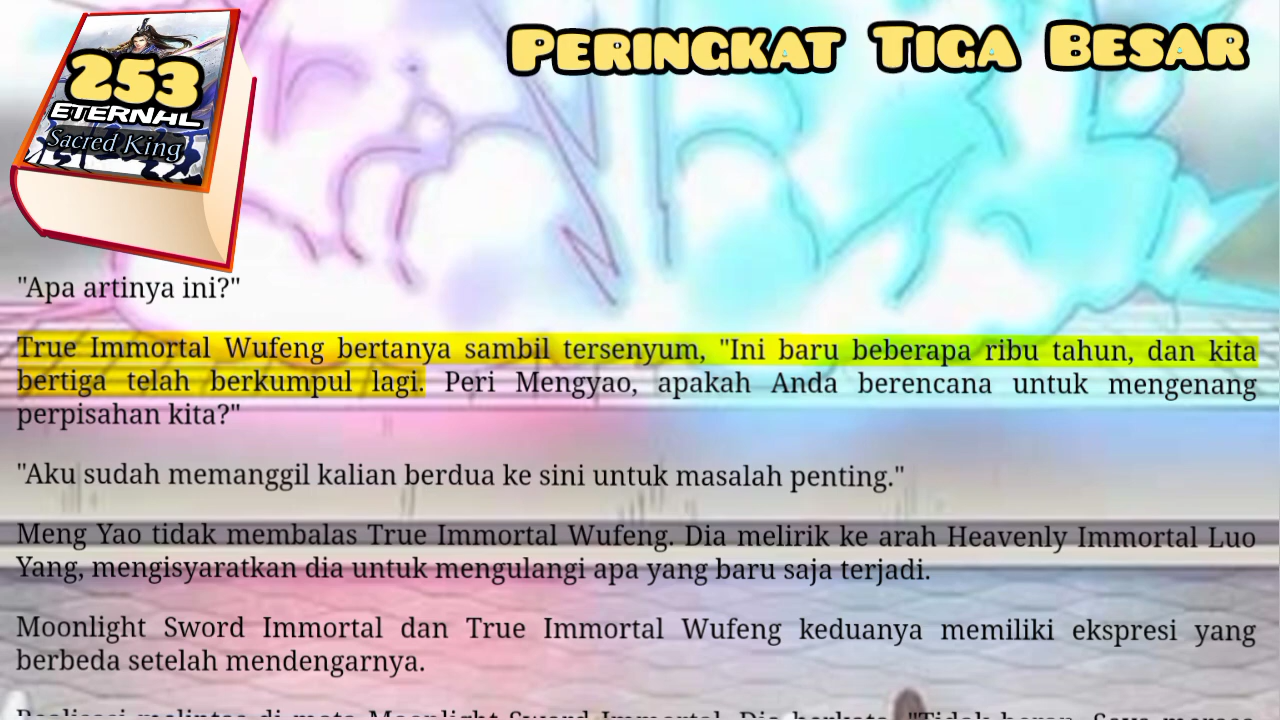 PERINGKAT TIGA BESAR
253
ETERNAL
Sacred King
"Apa artinya ini?"
True Immortal Wufeng bertanya sambil tersenyum, "Ini baru beberapa ribu tahun, dan kita
bertiga telah berkumpul lagi. Peri Mengyao, apakah Anda berencana untuk mengenang
perpisahan kita?"
"Aku sudah memanggil kalian berdua ke sini untuk masalah penting."
Meng Yao tidak membalas True Immortal Wufeng. Dia melirik ke arah Heavenly Immortal Luo
Yang, mengisyaratkan dia untuk mengulangi apa yang baru saja terjadi.
Moonlight Sword Immortal dan True Immortal Wufeng keduanya memiliki ekspresi yang
berbeda setelah mendengarnya.